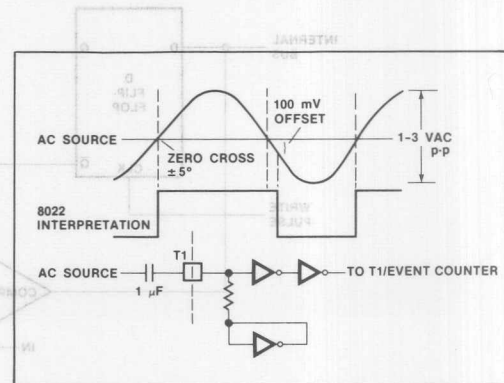 100 mV
OFFSET
AC SOURCE
1–3 VAC
p-p
ZERO CROSS
±5°
8022
INTERPRETATION
T1
AC SOURCE
TO T1/EVENT COUNTER
1 μF